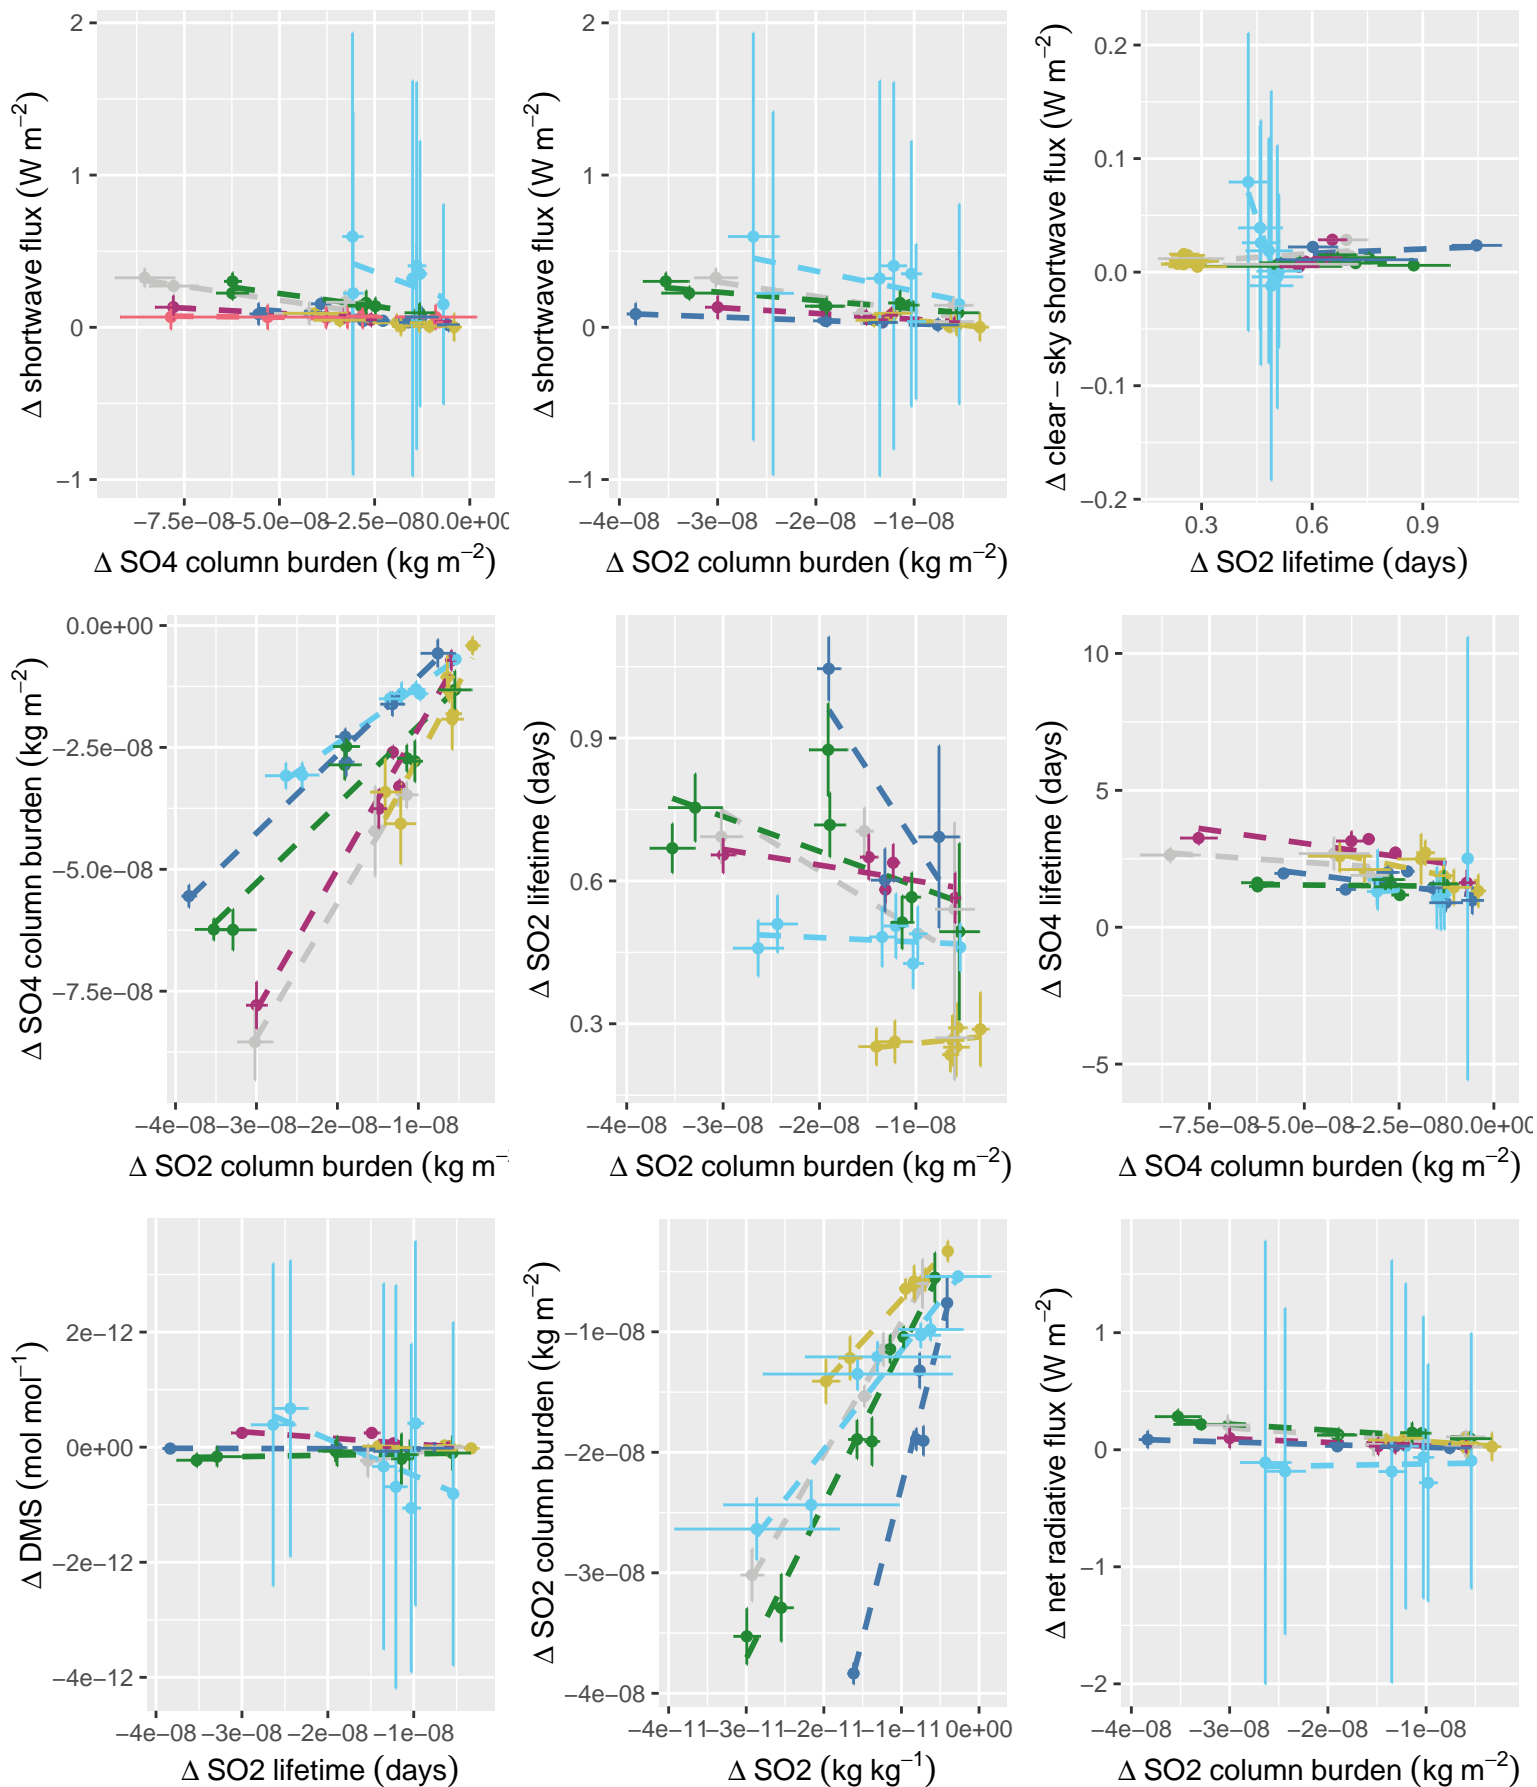 2
1
0
−1
Δ shortwave flux (W m−2)
−7.5e−08 −5.0e−08 −2.5e−08 0.0e+00
Δ SO4 column burden (kg m−2)
2
1
0
−1
Δ shortwave flux (W m−2)
−4e−08 −3e−08 −2e−08 −1e−08
Δ SO2 column burden (kg m−2)
0.2
0.1
0.0
−0.1
−0.2
Δ clear − sky shortwave flux (W m−2)
0.3 0.6 0.9
Δ SO2 lifetime (days)
0.0e+00
−2.5e−08
−5.0e−08
−7.5e−08
Δ SO4 column burden (kg m−2)
−4e−08 −3e−08 −2e−08 −1e−08
Δ SO2 column burden (kg m−
0.9
0.6
0.3
Δ SO2 lifetime (days)
−4e−08 −3e−08 −2e−08 −1e−08
Δ SO2 column burden (kg m−2)
10
5
0
−5
Δ SO4 lifetime (days)
−7.5e−08 −5.0e−08 −2.5e−08 0.0e+00
Δ SO4 column burden (kg m−2)
2e−12
0e+00
−2e−12
−4e−12
Δ DMS (mol mol−1)
−4e−08 −3e−08 −2e−08 −1e−08
Δ SO2 lifetime (days)
−1e−08
−2e−08
−3e−08
−4e−08
Δ SO2 column burden (kg m−2)
−4e−11 −3e−11 −2e−11 −1e−11 0e+00
Δ SO2 (kg kg−1)
1
0
−1
−2
Δ net radiative flux (W m−2)
−4e−08 −3e−08 −2e−08 −1e−08
Δ SO2 column burden (kg m−2)